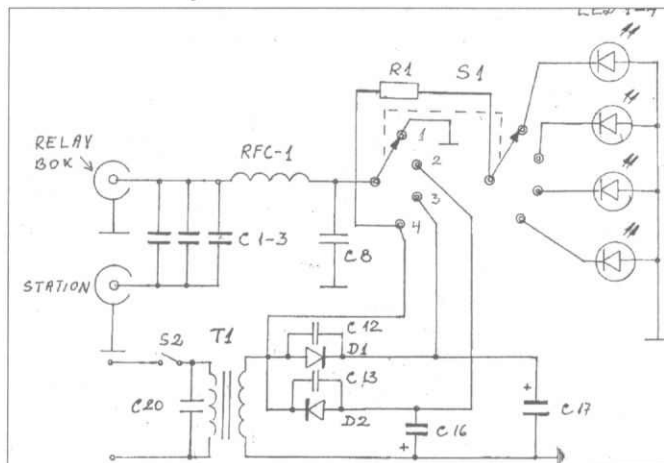 R1
S1
RELAY
BOX
RFC-1
1
2
3
4
C1-3
C8
STATION
S2
T1
C12
D1
C13
D2
C20
C16
+
C17
+